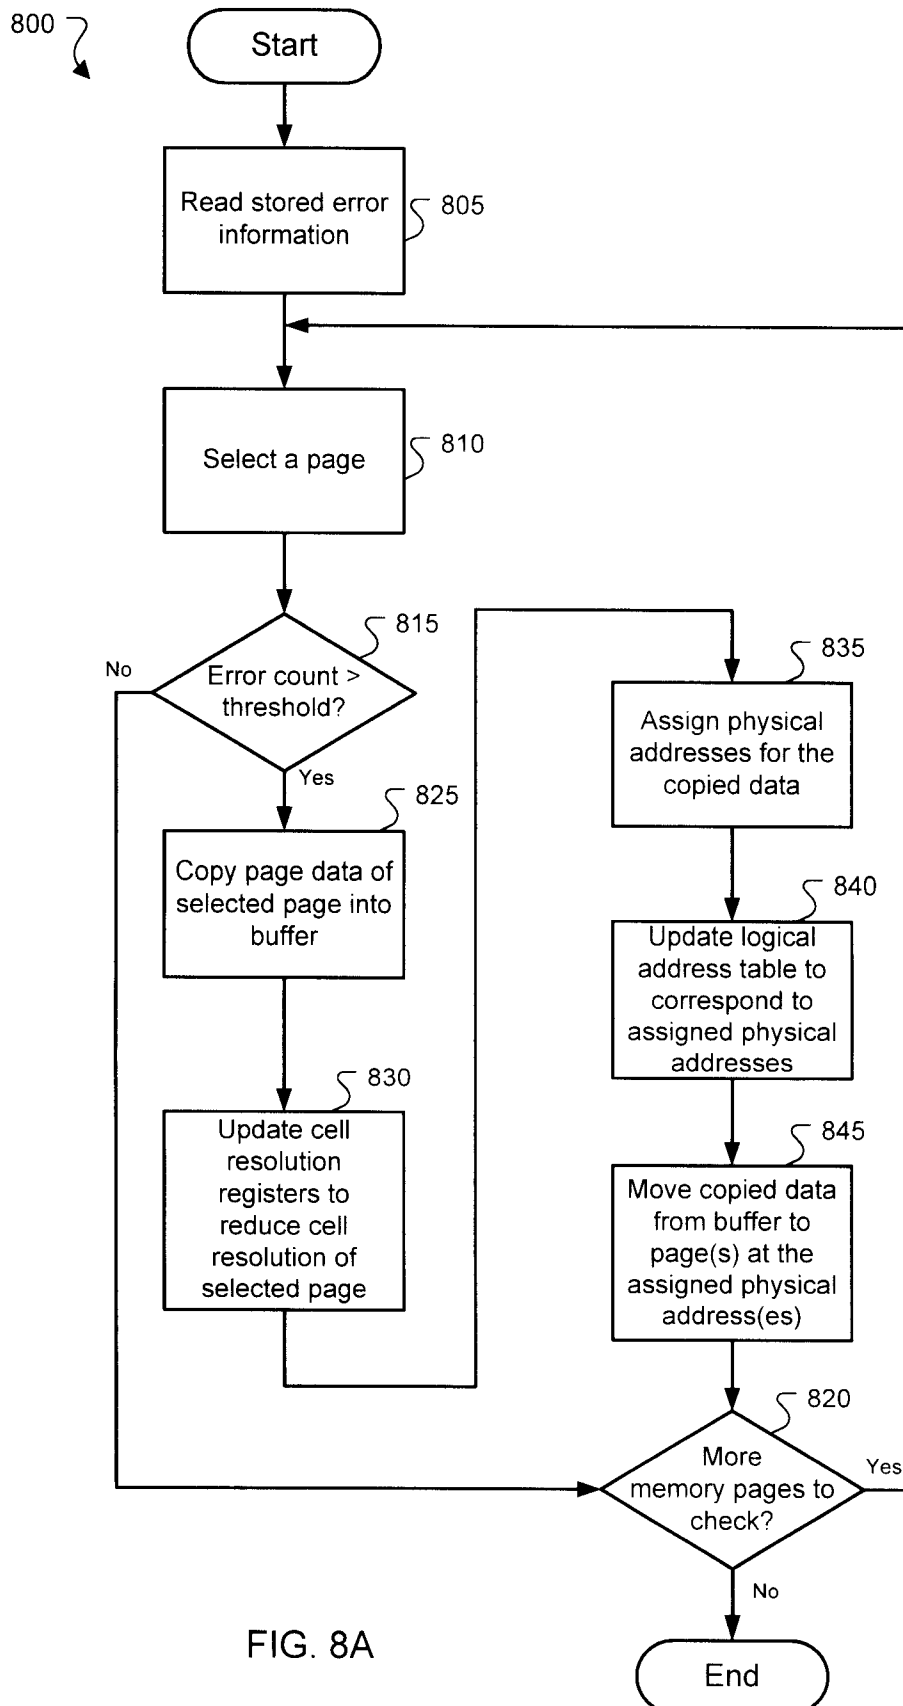 800
Start
Read stored error
information
805
Select a page
810
Error count >
threshold?
815
No
Yes
Copy page data of
selected page into
buffer
825
Update cell
resolution
registers to
reduce cell
resolution of
selected page
830
Assign physical
addresses for the
copied data
835
Update logical
address table to
correspond to
assigned physical
addresses
840
Move copied data
from buffer to
page(s) at the
assigned physical
address(es)
845
More
memory pages to
check?
820
Yes
No
End
FIG. 8A